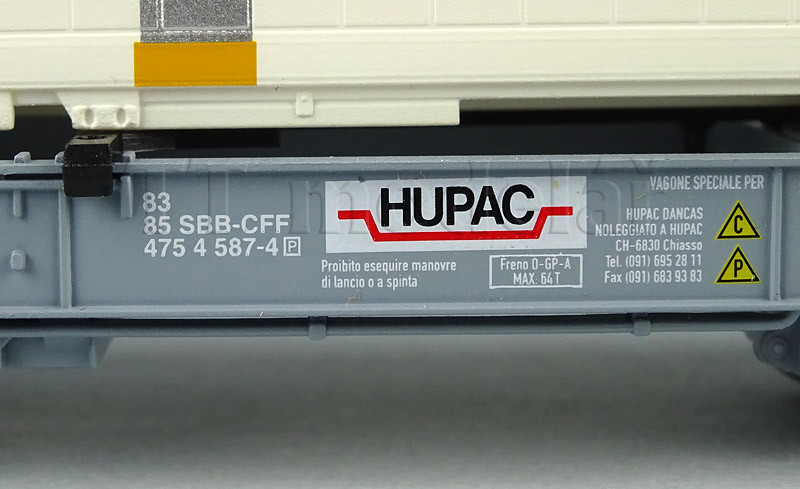 83
85 SBB-CFF
475 4 587-4 P
HUPAC
Proibito esequire manovre
di lancio o a spinta
Freno O-GP-A
MAX: 64 T
VAGONE SPECIALE PER
HUPAC DANCAS
NOLEGGIATO A HUPAC
CH-6830 Chiasso
Tel. (091) 695 28 11
Fax (091) 683 93 83
C
P